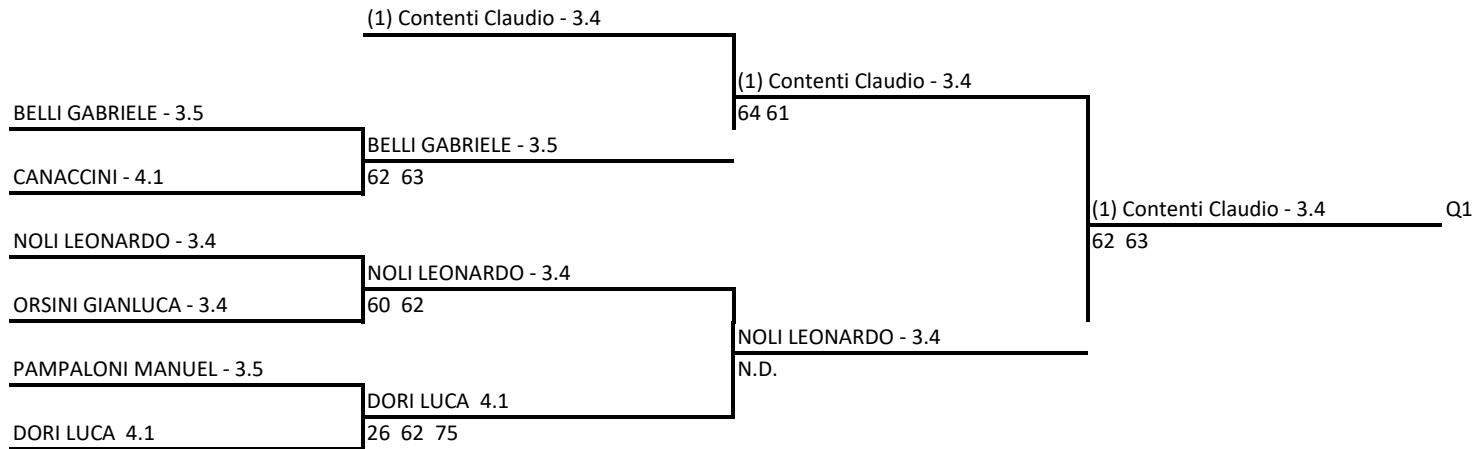 (1) Contenti Claudio - 3.4
(1) Contenti Claudio - 3.4
BELLI GABRIELE - 3.5
64 61
BELLI GABRIELE - 3.5
CANACCINI - 4.1
62 63
(1) Contenti Claudio - 3.4 Q1
NOLI LEONARDO - 3.4
62 63
NOLI LEONARDO - 3.4
ORSINI GIANLUCA - 3.4
60 62
NOLI LEONARDO - 3.4
PAMPALONI MANUEL - 3.5
N.D.
DORI LUCA 4.1
DORI LUCA 4.1
26 62 75